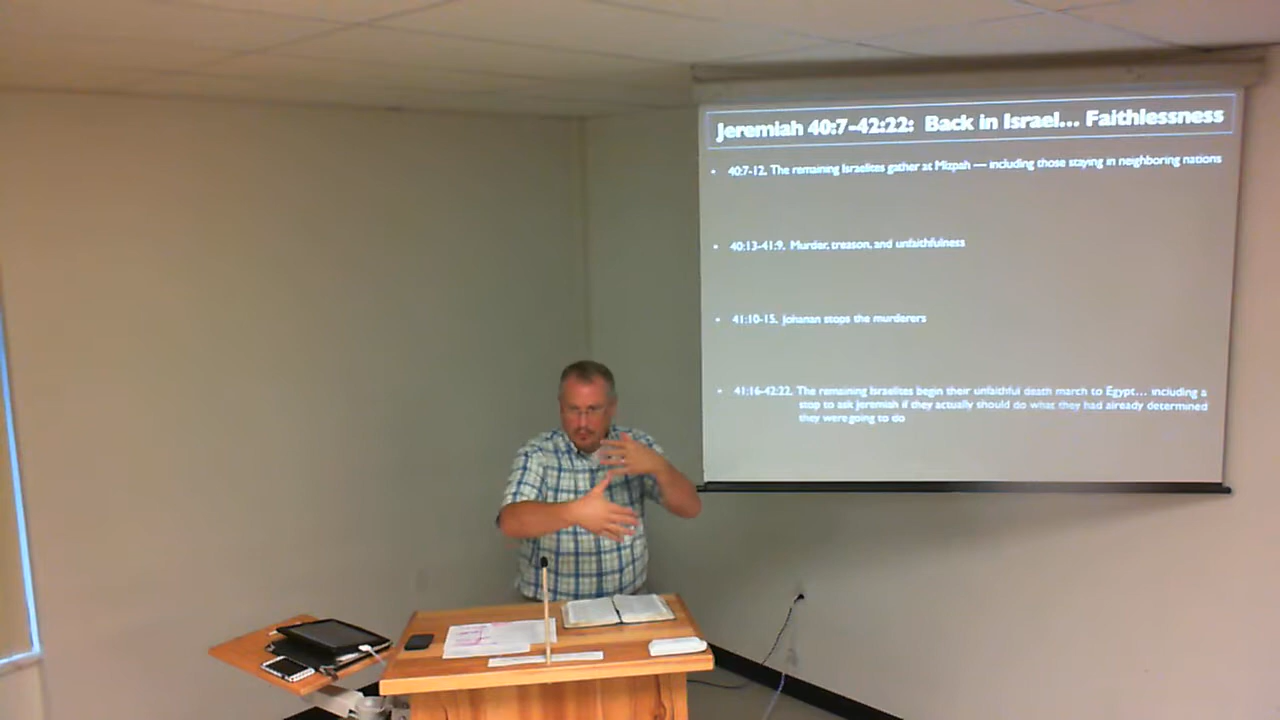 Jeremiah 40:7-42:22: Back in Israel... Faithlessness
• 40:7-12. The remaining Israelites gather at Mizpah — including those staying in neighboring nations
• 40:13-41:9. Murder, treason, and unfaithfulness
• 41:10-15. Johanan stops the murderers
• 41:16-42:22. The remaining Israelites begin their unfaithful death march to Egypt... including a
stop to ask Jeremiah if they actually should do what they had already determined
they were going to do